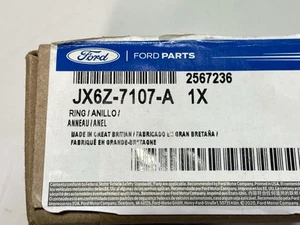 Ford
FORD PARTS
2567236
JX6Z-7107-A 1X
RING / ANILLO /
ANNEAU / ANEL
MADE IN GREAT BRITAIN / FABRICADO EN GRAN BRETAÑA /
FABRIQUÉ EN GRANDE-BRETAGNE